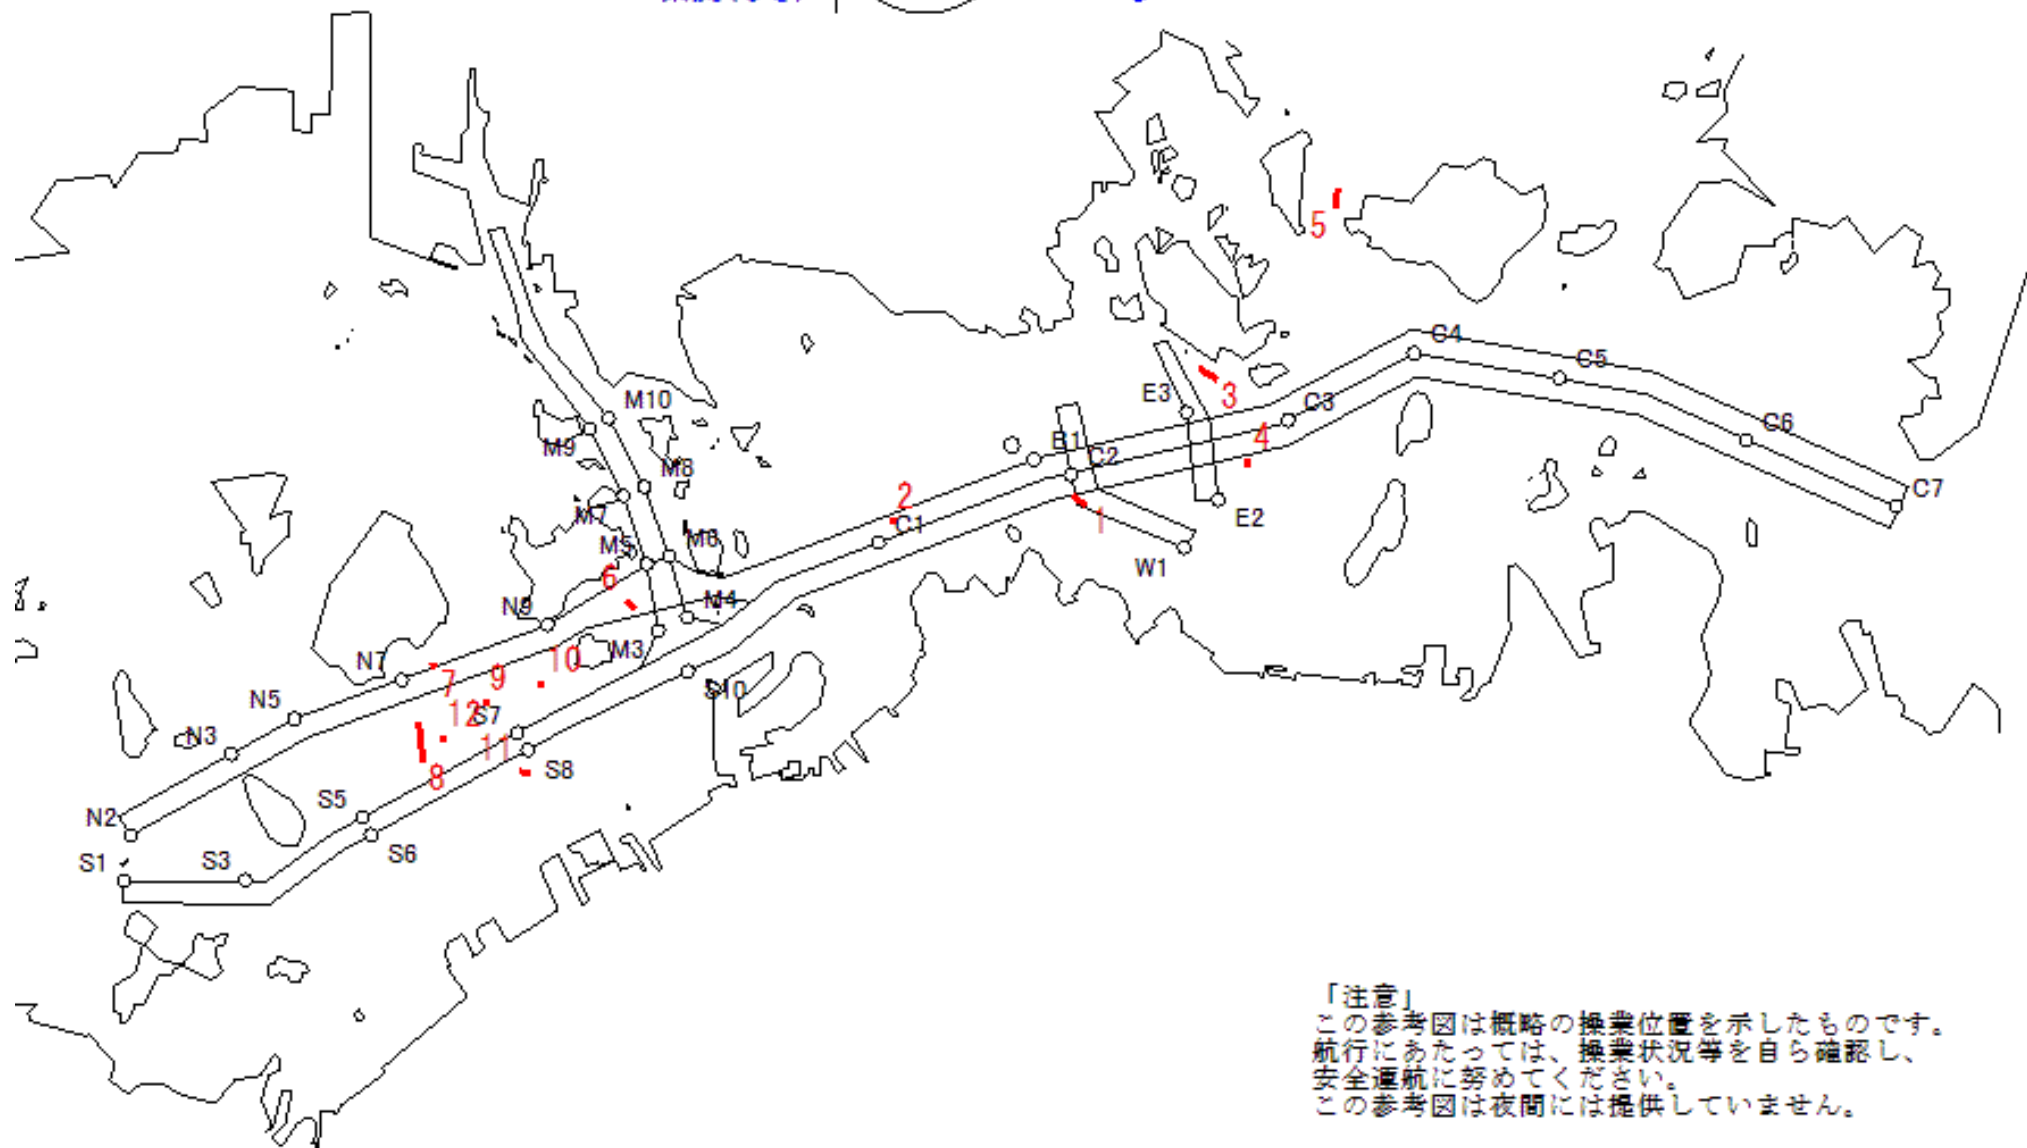 5
C4
C5
3
E3
M10
C3
C6
4
M9
B1
C2
M8
C7
2
M7
1
E2
C1
M5
M6
W1
6
N9
M4
M3
10
N7
7
9
S10
N5
12
S7
N3
11
8
S8
S5
N2
S6
S1
S3
「注意」
この参考図は概略の操業位置を示したものです。
航行にあたっては、操業状況等を自ら確認し、
安全運航に努めてください。
この参考図は夜間には提供していません。